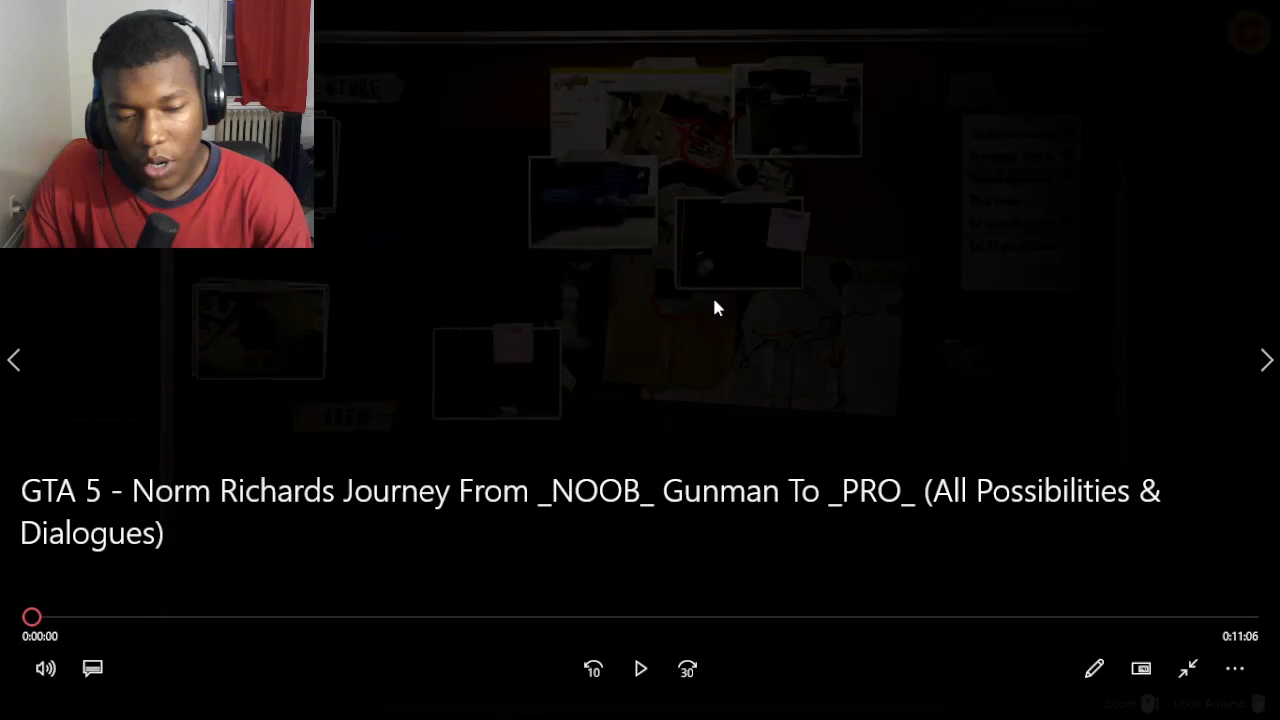 GTA 5 - Norm Richards Journey From _NOOB_ Gunman To _PRO_ (All Possibilities &
Dialogues)
0:00:00
0:11:06
10
30